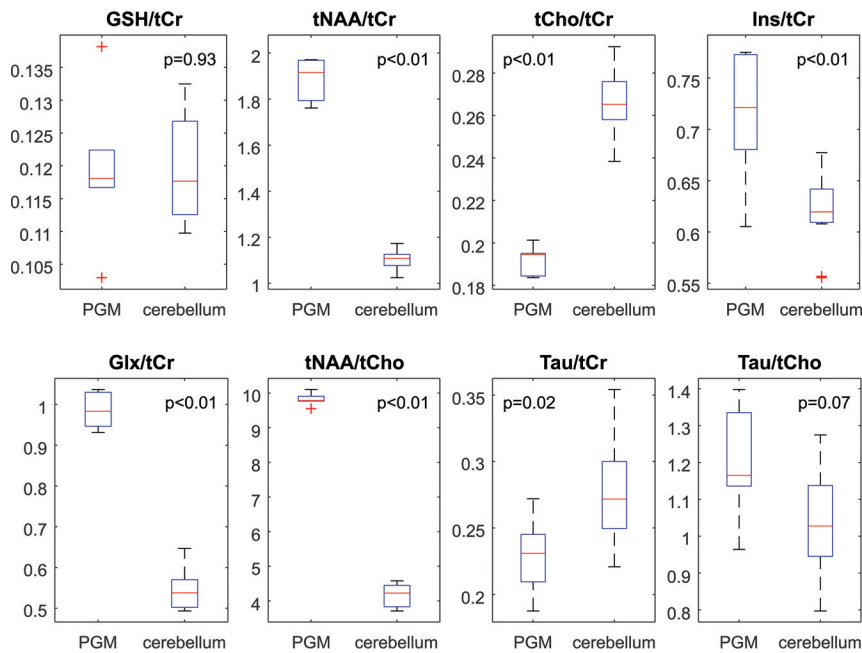 GSH/tCr
tNAA/tCr
tCho/tCr
Ins/tCr
p=0.93
p<0.01
p<0.01
p<0.01
0.135
0.13
0.125
0.12
0.115
0.11
0.105
2
1.8
1.6
1.4
1.2
1
0.28
0.26
0.24
0.22
0.2
0.18
0.75
0.7
0.65
0.6
0.55
PGM cerebellum
PGM cerebellum
PGM cerebellum
PGM cerebellum
Glx/tCr
tNAA/tCho
Tau/tCr
Tau/tCho
p<0.01
p<0.01
p=0.02
p=0.07
1
0.9
0.8
0.7
0.6
0.5
10
9
8
7
6
5
4
0.35
0.3
0.25
0.2
1.4
1.3
1.2
1.1
1
0.9
0.8
PGM cerebellum
PGM cerebellum
PGM cerebellum
PGM cerebellum